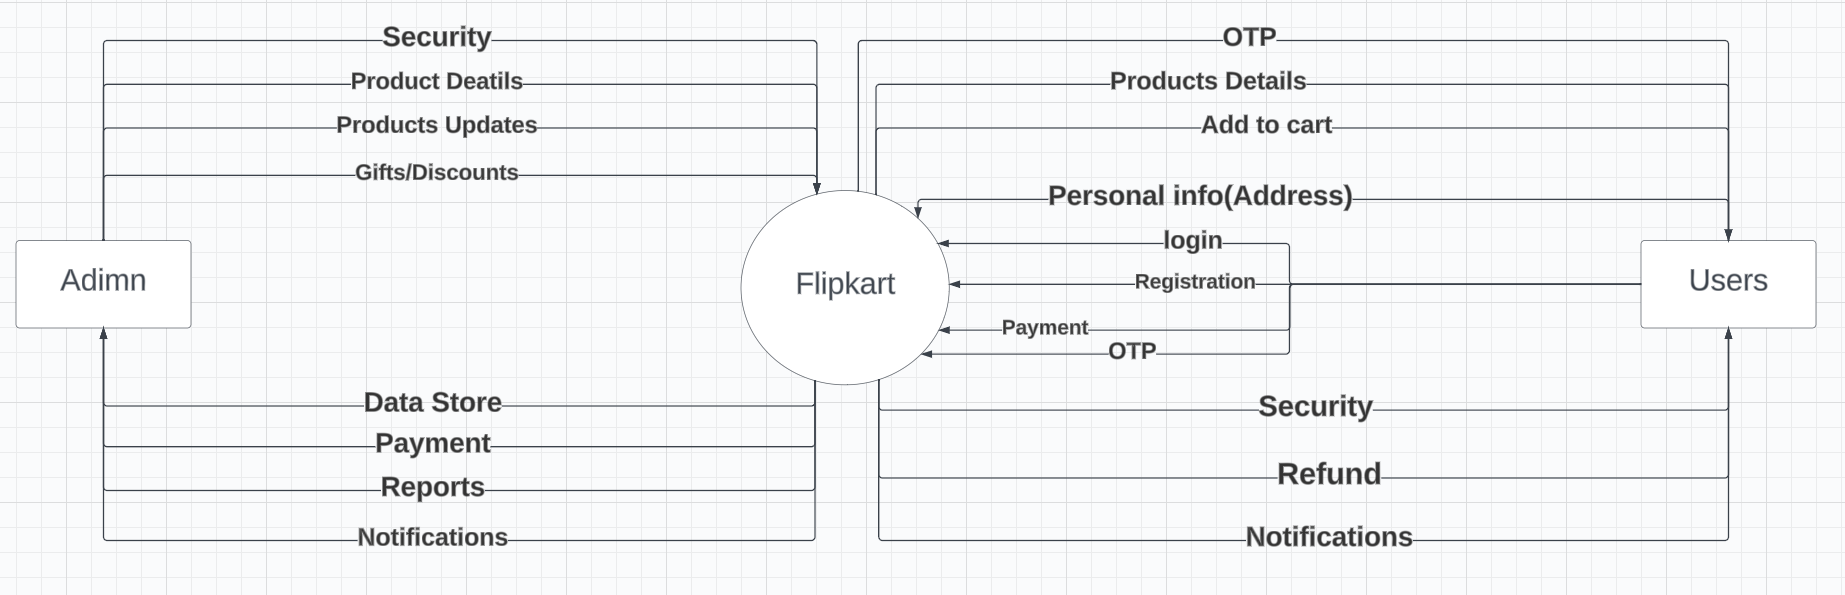 Security
Product Deatils
Products Updates
Gifts/Discounts
OTP
Products Details
Add to cart
Personal info(Address)
login
Registration
Payment
OTP
Adimn
Flipkart
Users
Data Store
Payment
Reports
Notifications
Security
Refund
Notifications